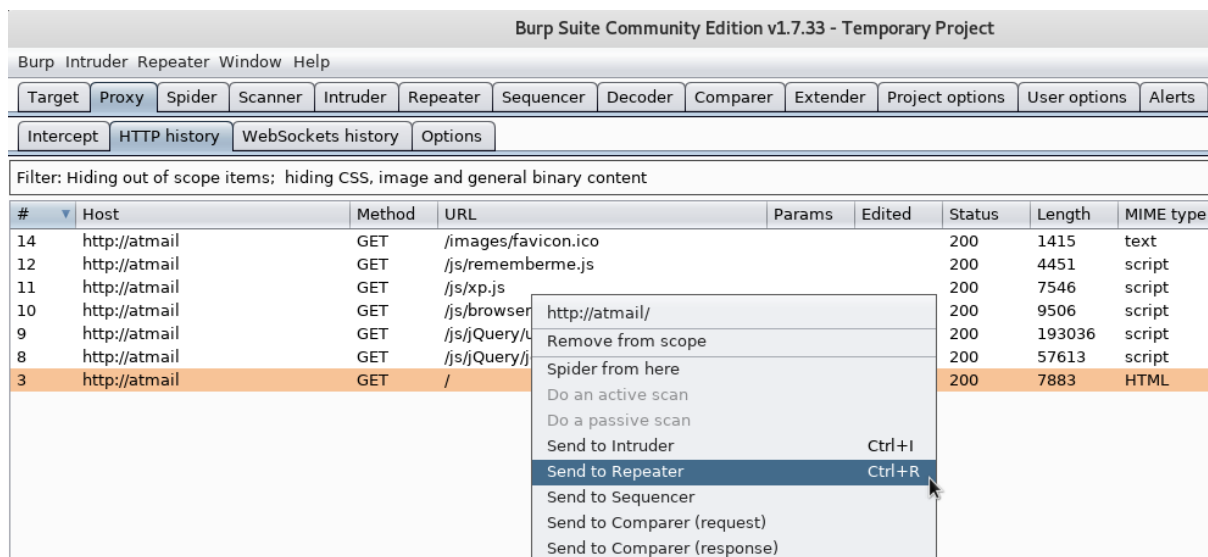 Burp Suite Community Edition v1.7.33 - Temporary Project
Burp Intruder Repeater Window Help
Target Proxy Spider Scanner Intruder Repeater Sequencer Decoder Comparer Extender Project options User options Alerts
Intercept HTTP history WebSockets history Options
Filter: Hiding out of scope items; hiding CSS, image and general binary content
# Host Method URL Params Edited Status Length MIME type
14 http://atmail GET /images/favicon.ico 200 1415 text
12 http://atmail GET /js/rememberme.js 200 4451 script
11 http://atmail GET /js/xp.js 200 7546 script
10 http://atmail GET /js/browser 200 9506 script
9 http://atmail GET /js/jQuery/u 200 193036 script
8 http://atmail GET /js/jQuery/j 200 57613 script
3 http://atmail GET / 200 7883 HTML
http://atmail/
Remove from scope
Spider from here
Do an active scan
Do a passive scan
Send to Intruder Ctrl+I
Send to Repeater Ctrl+R
Send to Sequencer
Send to Comparer (request)
Send to Comparer (response)